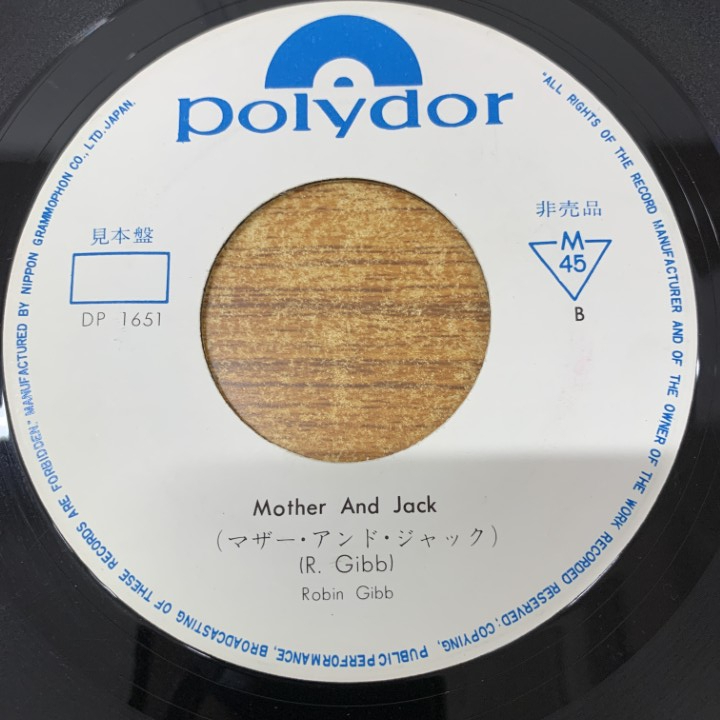 polydor
見本盤
DP 1651
非売品
M
45
B
Mother And Jack
(マザー・アンド・ジャック)
(R. Gibb)
Robin Gibb
"ALL RIGHTS OF THE RECORD MANUFACTURER AND OF THE OWNER OF THE WORK RECORDED RESERVED; COPYING, PUBLIC PERFORMANCE, BROADCASTING OF THESE RECORDS ARE FORBIDDEN." MANUFACTURED BY NIPPON GRAMMOPHON CO., LTD. JAPAN.